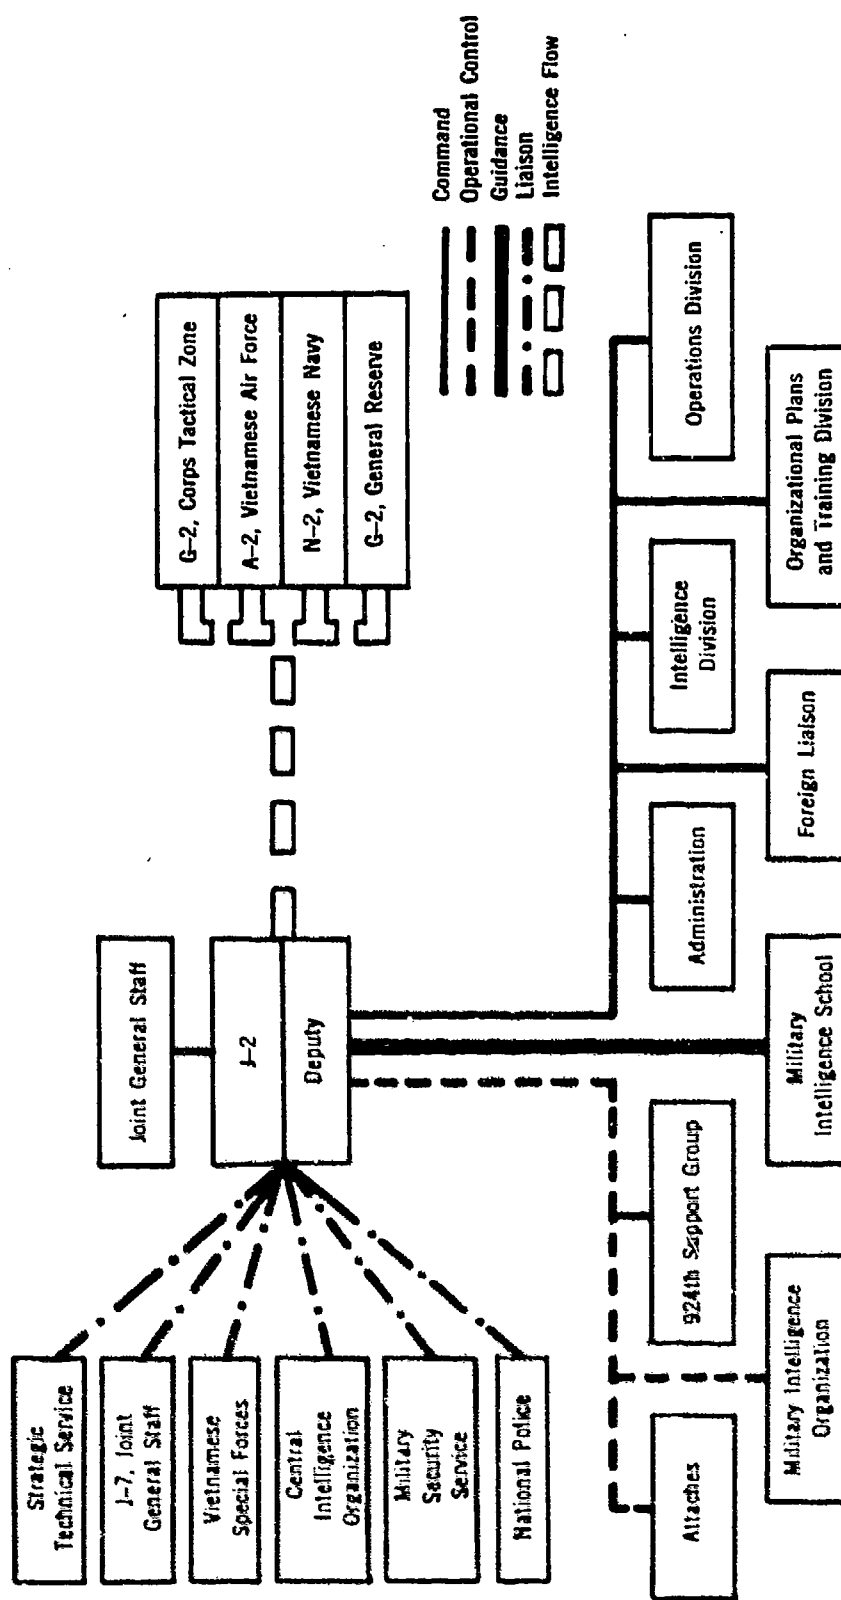 Joint General Staff
J-2
Deputy
Strategic
Technical Service
J-7, Joint
General Staff
Vietnamese
Special Forces
Central
Intelligence
Organization
Military
Security
Service
National Police
G-2, Corps Tactical Zone
A-2, Vietnamese Air Force
N-2, Vietnamese Navy
G-2, General Reserve
Command
Operational Control
Guidance
Liaison
Intelligence Flow
Attaches
924th Support Group
Administration
Intelligence
Division
Operations Division
Military Intelligence
Organization
Military
Intelligence School
Foreign Liaison
Organizational Plans
and Training Division